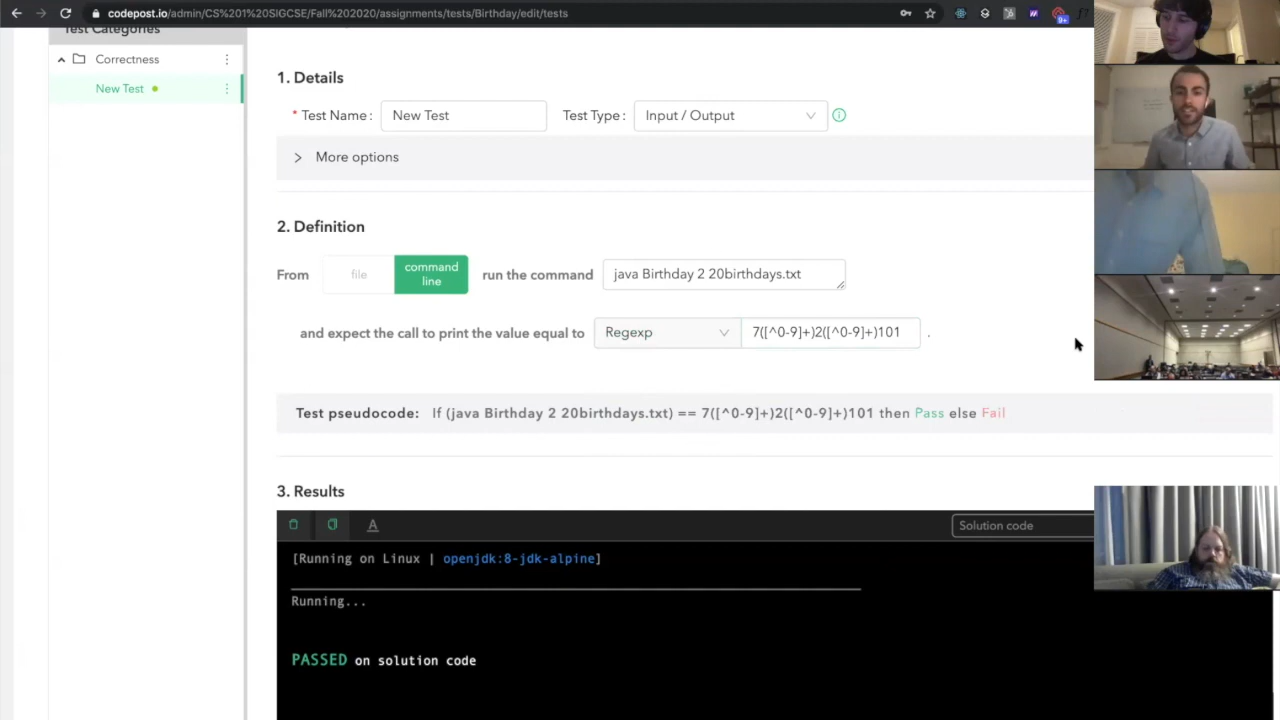 codepost.io/admin/CS%201%20SIGCSE/Fall%202020/assignments/tests/Birthday/edit/tests
9+
f?
Test Categories
Correctness
New Test
1. Details
* Test Name : New Test Test Type : Input / Output
More options
2. Definition
From file command line run the command java Birthday 2 20birthdays.txt
and expect the call to print the value equal to Regexp 7([^0-9]+)2([^0-9]+)101 .
Test pseudocode: If (java Birthday 2 20birthdays.txt) == 7([^0-9]+)2([^0-9]+)101 then Pass else Fail
3. Results
A Solution code
[Running on Linux | openjdk:8-jdk-alpine]
Running...
PASSED on solution code